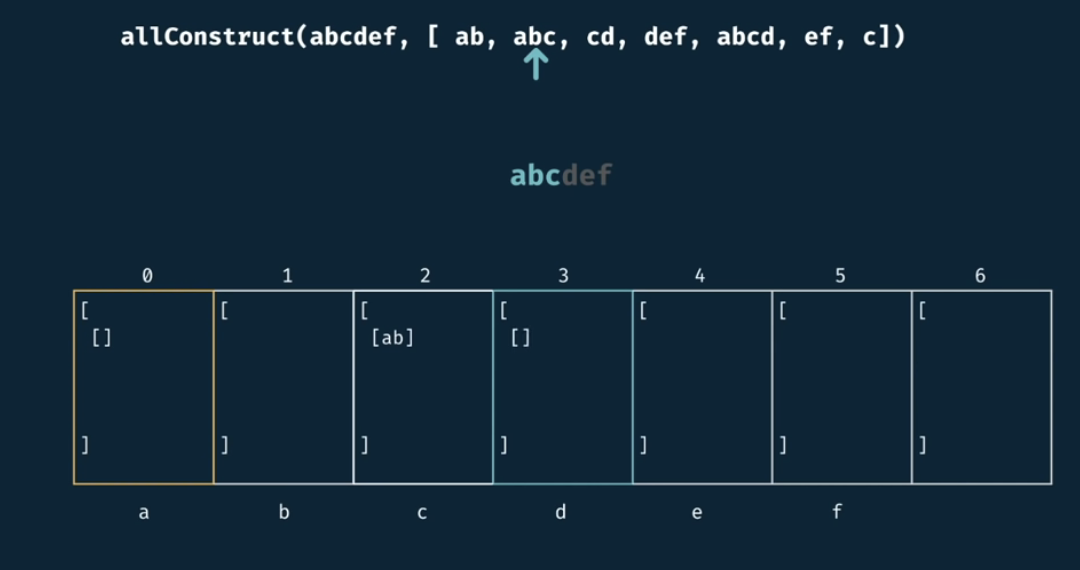 allConstruct(abcdef, [ ab, abc, cd, def, abcd, ef, c])
abcdef
0 1 2 3 4 5 6
[ [ [ [ [ [ [
[] [ab] []
] ] ] ] ] ] ]
a b c d e f